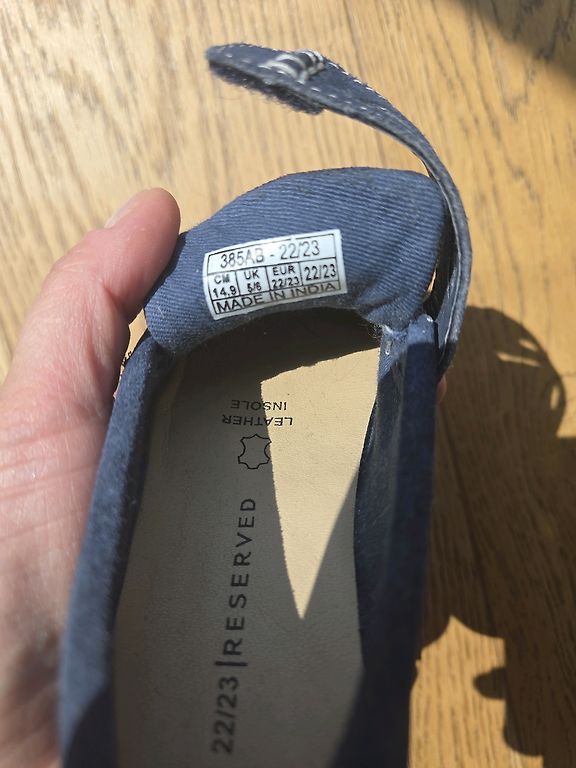 385AB - 22/23
CM UK EUR 22/23
14.9 5/6 22/23
MADE IN INDIA
LEATHER
INSOLE
22/23 | RESERVED